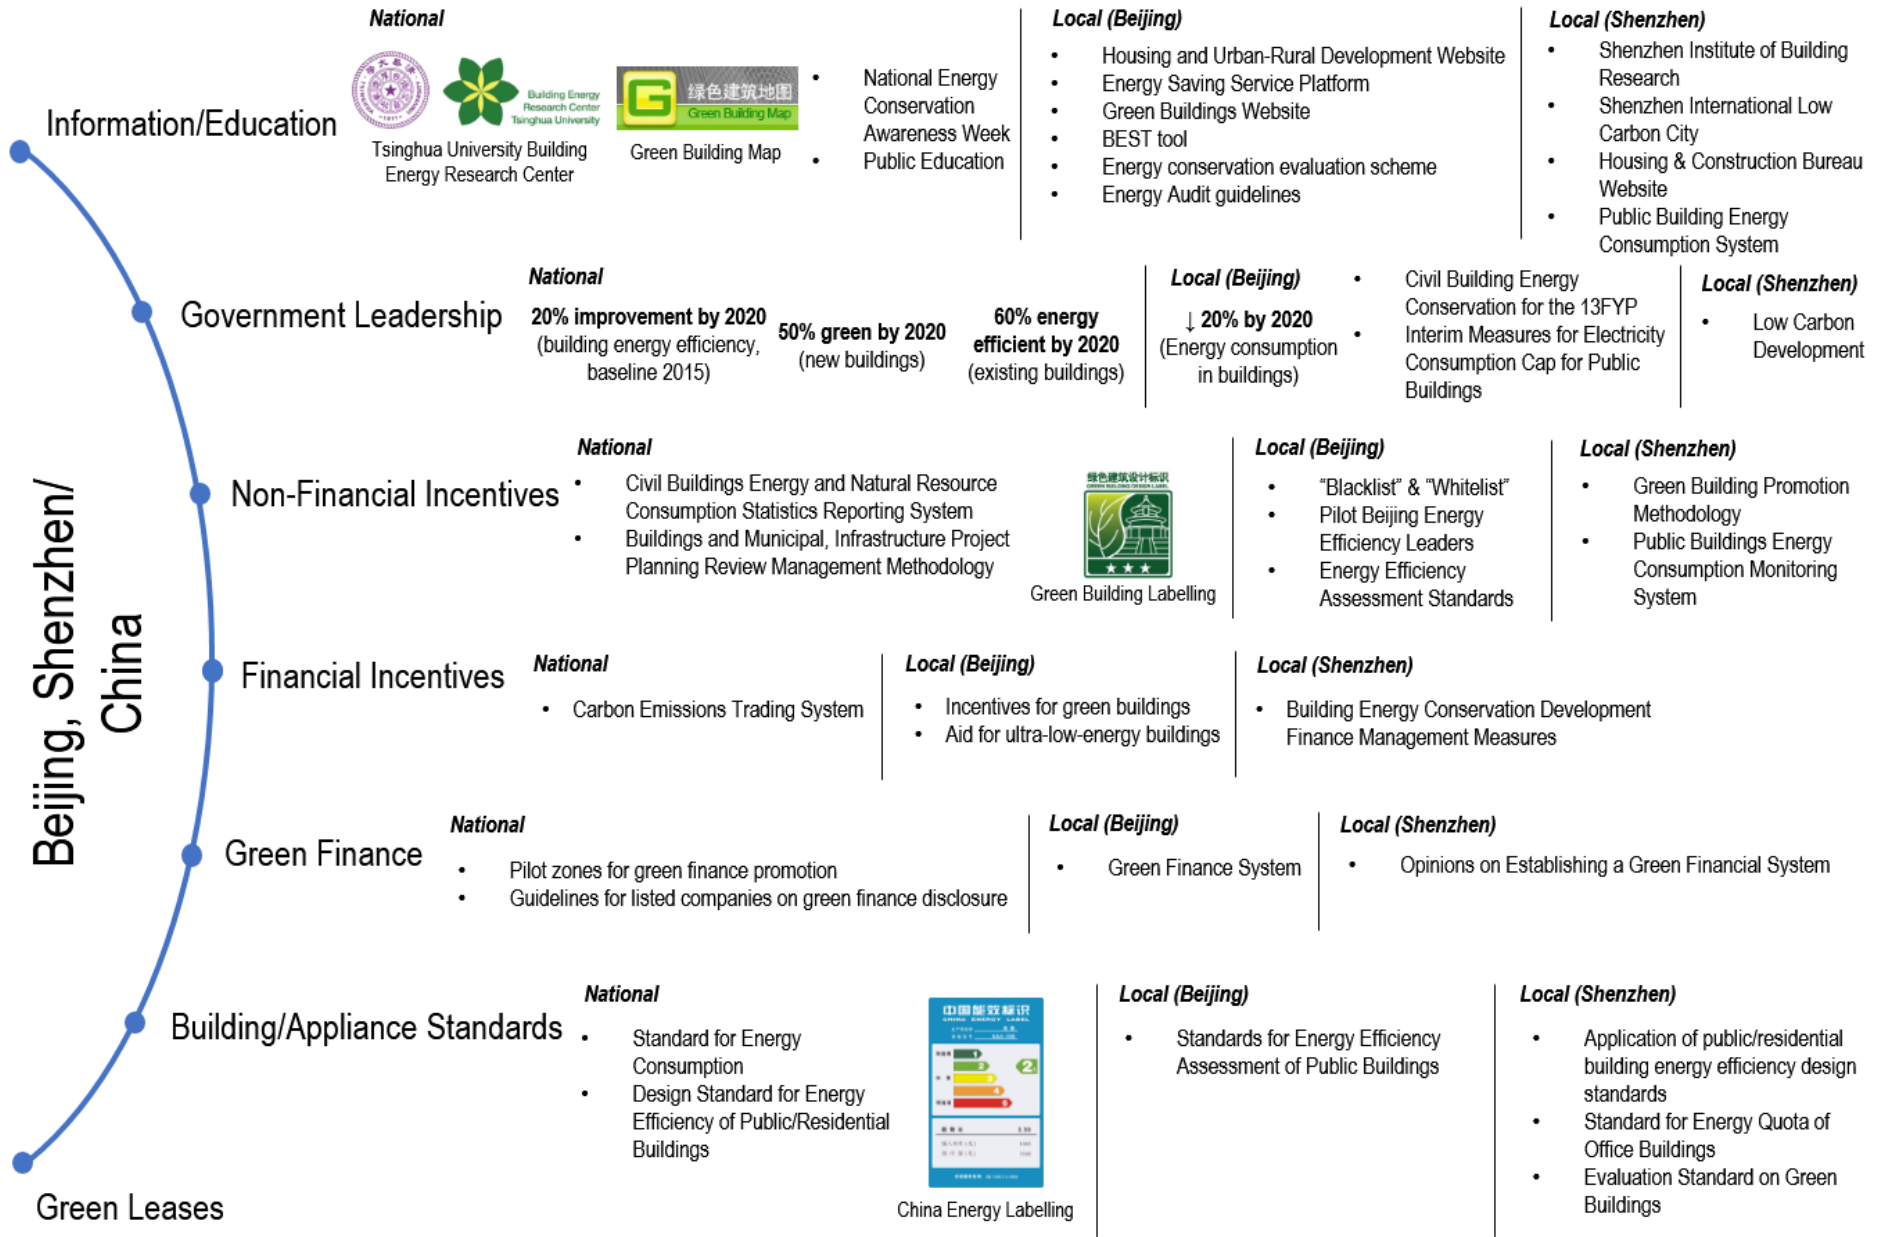 National
Local (Beijing)
Local (Shenzhen)
Information/Education
Building Energy
Research Center
Tsinghua University
Tsinghua University Building
Energy Research Center
绿色建筑地图
Green Building Map
Green Building Map
• National Energy
Conservation
Awareness Week
• Public Education
• Housing and Urban-Rural Development Website
• Energy Saving Service Platform
• Green Buildings Website
• BEST tool
• Energy conservation evaluation scheme
• Energy Audit guidelines
• Shenzhen Institute of Building
Research
• Shenzhen International Low
Carbon City
• Housing & Construction Bureau
Website
• Public Building Energy
Consumption System
Government Leadership
National
20% improvement by 2020
(building energy efficiency,
baseline 2015)
50% green by 2020
(new buildings)
60% energy
efficient by 2020
(existing buildings)
Local (Beijing)
↓ 20% by 2020
(Energy consumption
in buildings)
• Civil Building Energy
Conservation for the 13FYP
• Interim Measures for Electricity
Consumption Cap for Public
Buildings
Local (Shenzhen)
• Low Carbon
Development
Beijing, Shenzhen/
China
Non-Financial Incentives
National
• Civil Buildings Energy and Natural Resource
Consumption Statistics Reporting System
• Buildings and Municipal, Infrastructure Project
Planning Review Management Methodology
绿色建筑设计标识
GREEN BUILDING DESIGN LABEL
Green Building Labelling
Local (Beijing)
• “Blacklist” & “Whitelist”
• Pilot Beijing Energy
Efficiency Leaders
• Energy Efficiency
Assessment Standards
Local (Shenzhen)
• Green Building Promotion
Methodology
• Public Buildings Energy
Consumption Monitoring
System
Financial Incentives
National
• Carbon Emissions Trading System
Local (Beijing)
• Incentives for green buildings
• Aid for ultra-low-energy buildings
Local (Shenzhen)
• Building Energy Conservation Development
Finance Management Measures
Green Finance
National
• Pilot zones for green finance promotion
• Guidelines for listed companies on green finance disclosure
Local (Beijing)
• Green Finance System
Local (Shenzhen)
• Opinions on Establishing a Green Financial System
Building/Appliance Standards
National
• Standard for Energy
Consumption
• Design Standard for Energy
Efficiency of Public/Residential
Buildings
中国能效标识
CHINA ENERGY LABEL
1
2
2
3
4
5
China Energy Labelling
Local (Beijing)
• Standards for Energy Efficiency
Assessment of Public Buildings
Local (Shenzhen)
• Application of public/residential
building energy efficiency design
standards
• Standard for Energy Quota of
Office Buildings
• Evaluation Standard on Green
Buildings
Green Leases